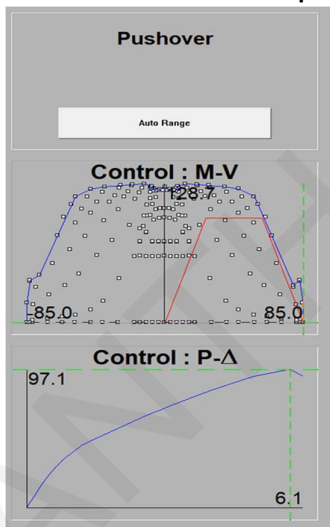 Pushover
Auto Range
Control : M-V
128.7
85.0 85.0
Control : P-Δ
97.1
6.1